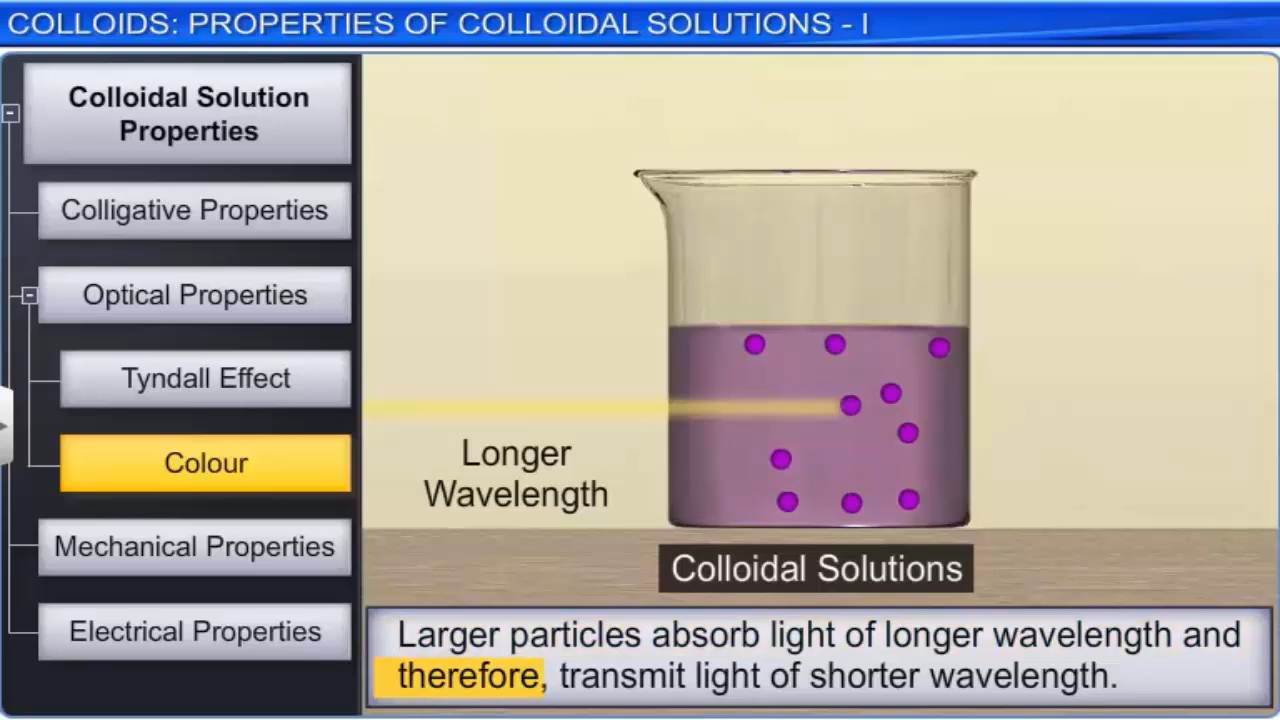 COLLOIDS: PROPERTIES OF COLLOIDAL SOLUTIONS - I
Colloidal Solution
Properties
Colligative Properties
Optical Properties
Tyndall Effect
Colour
Mechanical Properties
Electrical Properties
Longer
Wavelength
Colloidal Solutions
Larger particles absorb light of longer wavelength and
therefore, transmit light of shorter wavelength.